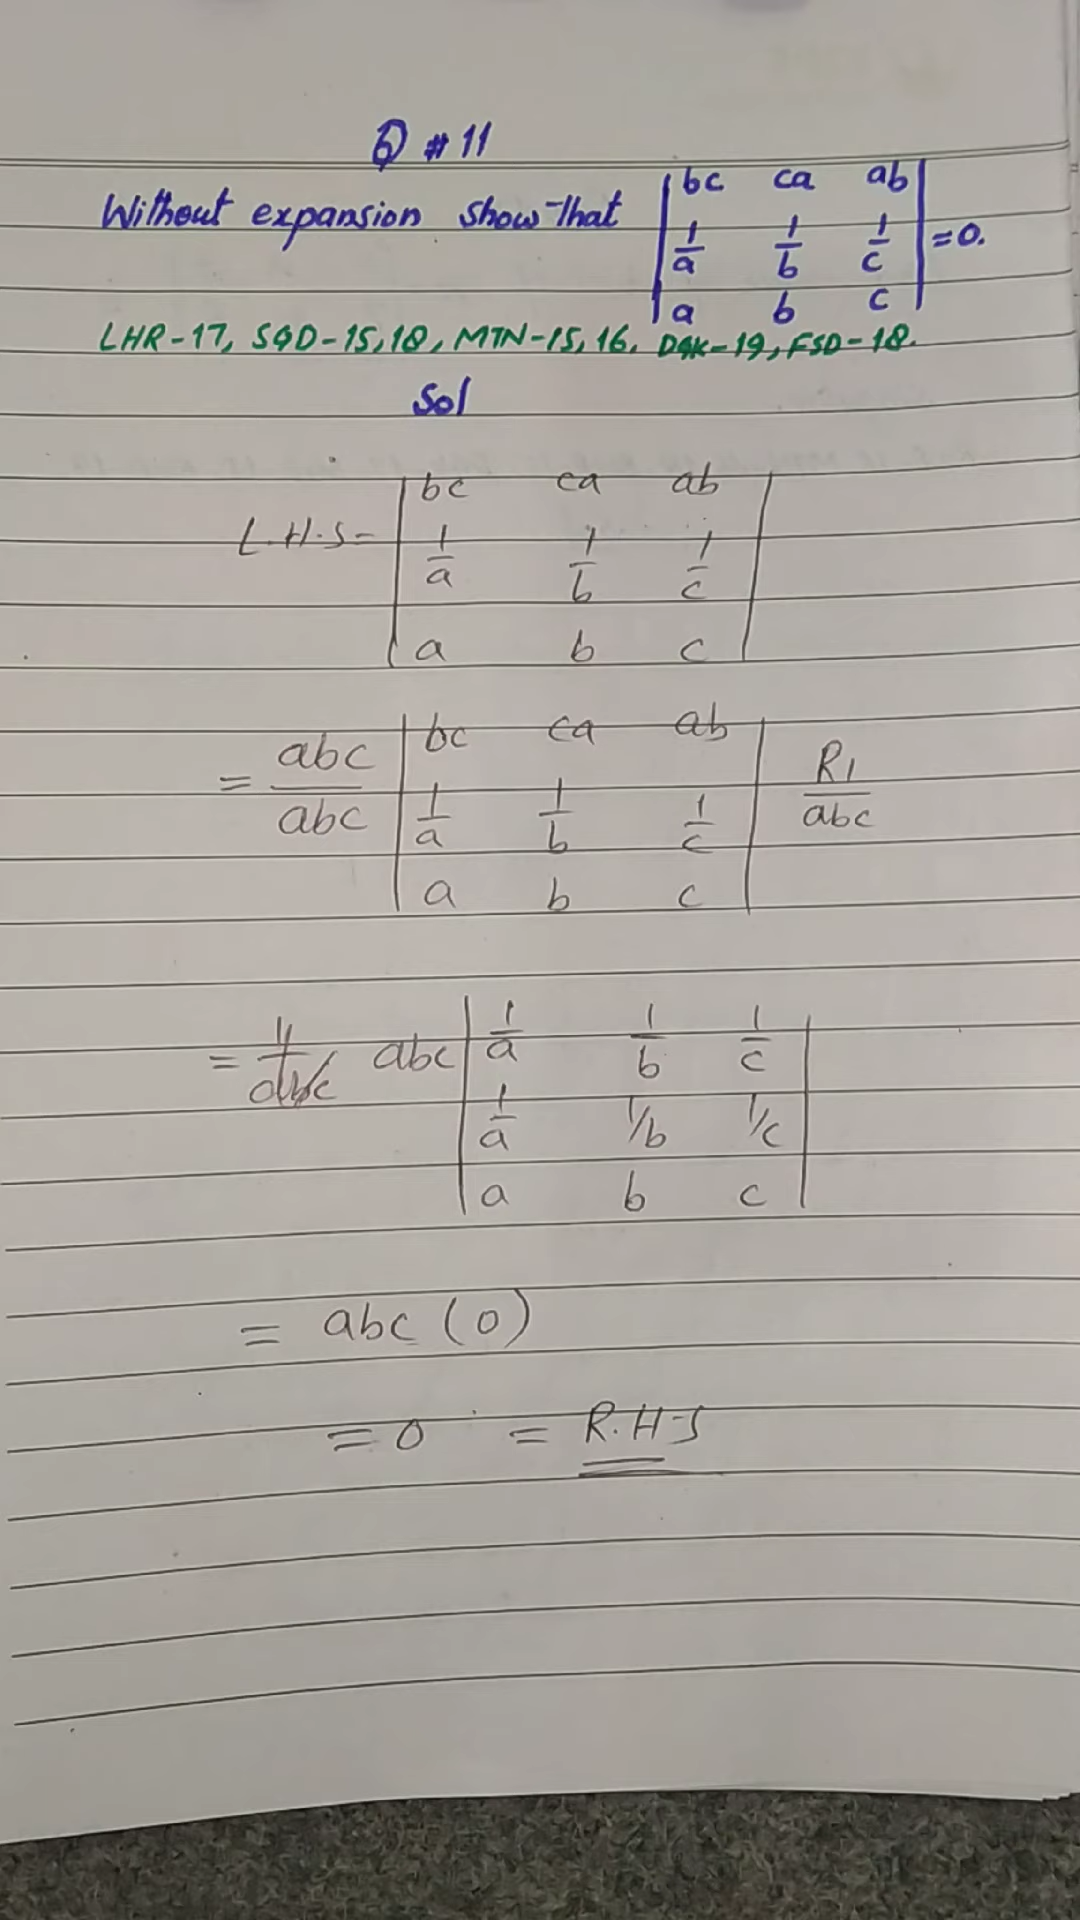 Q #11
Without expansion show that | bc ca ab |
| 1/a 1/b 1/c | =0.
| a b c |
LHR-17, SGD-15,18, MTN-15,16, DGK-19, FSD-18.
Sol
| bc ca ab |
L.H.S= | 1/a 1/b 1/c |
| a b c |
= abc/abc | bc ca ab | R1/abc
| 1/a 1/b 1/c |
| a b c |
= abc | 1/a 1/b 1/c |
| 1/a 1/b 1/c |
| a b c |
= abc (0)
= 0 = R.H.S